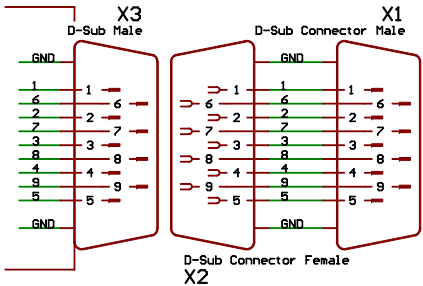 X3
D-Sub Male
X1
D-Sub Connector Male
GND
GND
1 1 1 1 1
6 6 6 6 6
2 2 2 2 2
7 7 7 7 7
3 3 3 3 3
8 8 8 8 8
4 4 4 4 4
9 9 9 9 9
5 5 5 5 5
GND
GND
D-Sub Connector Female
X2